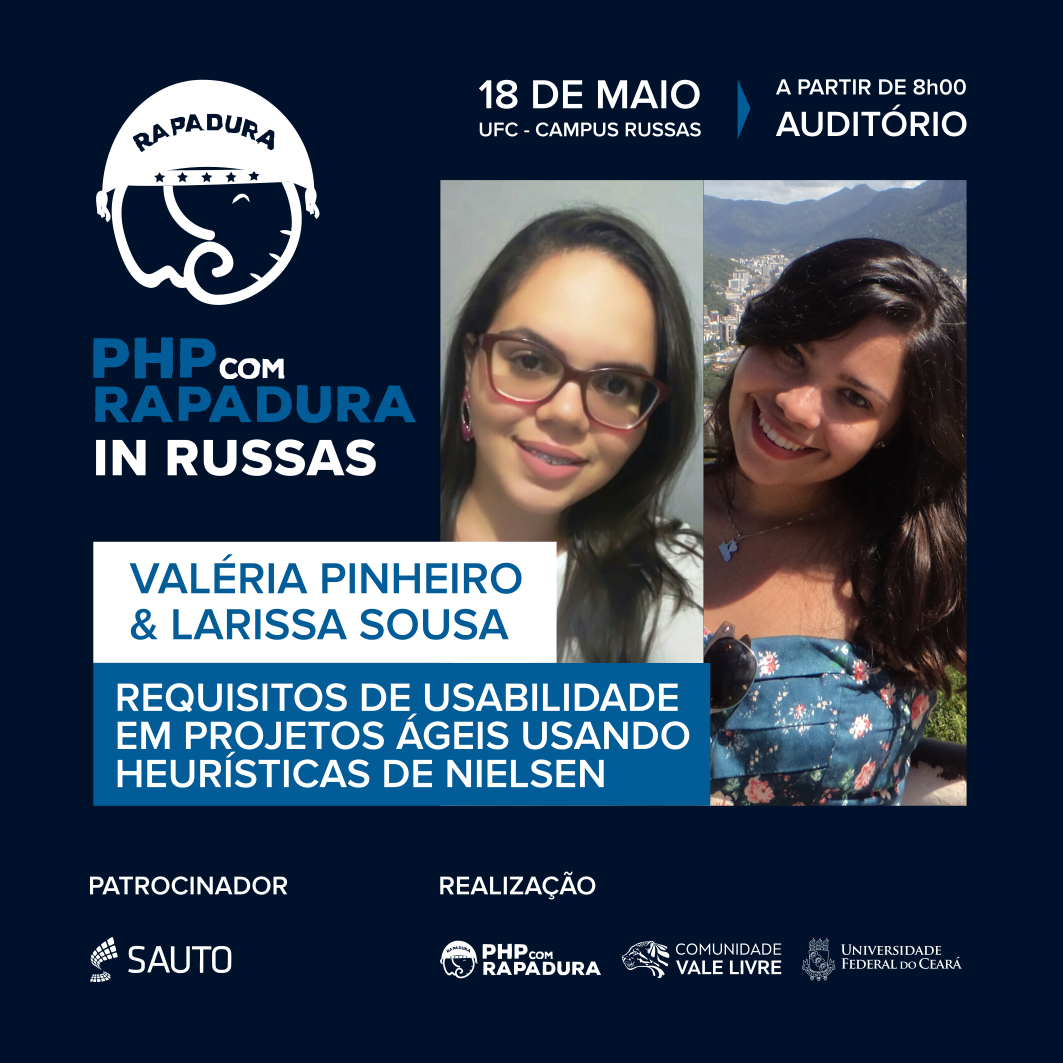 RAPADURA
18 DE MAIO
UFC - CAMPUS RUSSAS
A PARTIR DE 8h00
AUDITÓRIO
PHP COM
RAPADURA
IN RUSSAS
VALÉRIA PINHEIRO
& LARISSA SOUSA
REQUISITOS DE USABILIDADE
EM PROJETOS ÁGEIS USANDO
HEURÍSTICAS DE NIELSEN
PATROCINADOR
SAUTO
REALIZAÇÃO
RAPADURA
PHP COM
RAPADURA
COMUNIDADE
VALE LIVRE
UNIVERSIDADE
FEDERAL DO CEARÁ